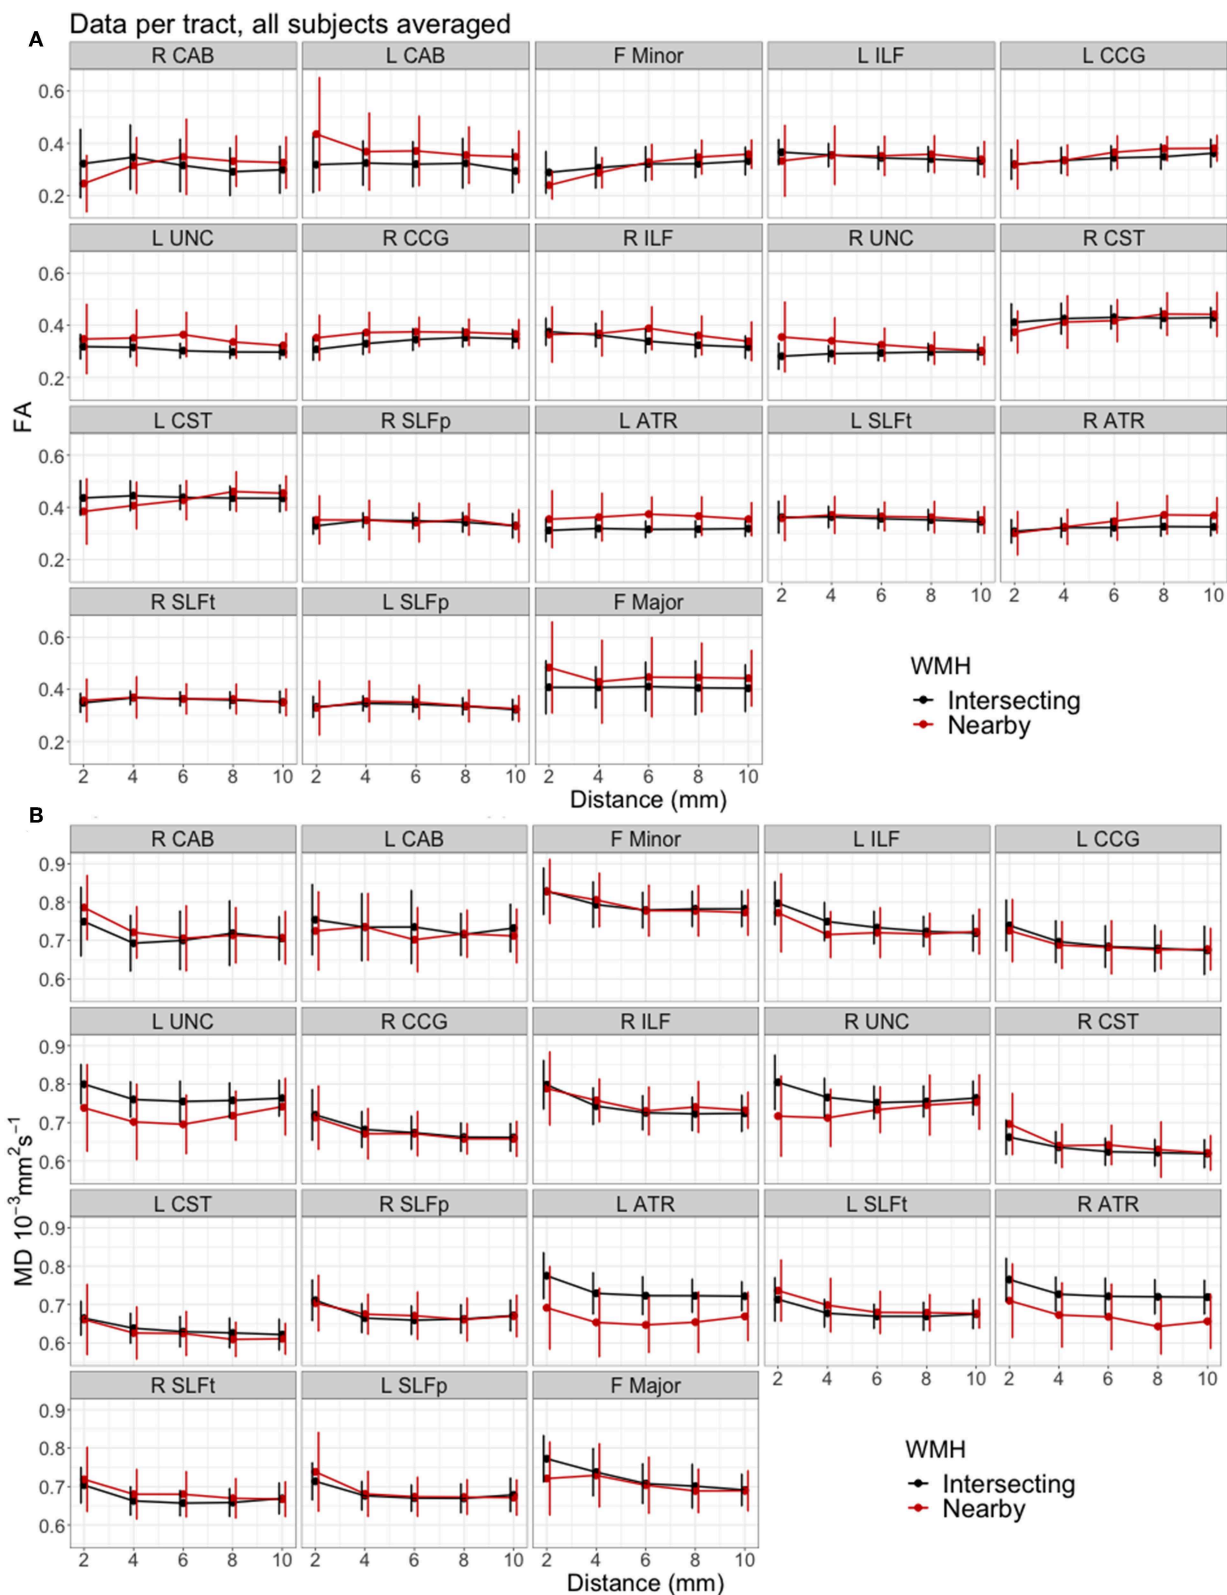 Data per tract, all subjects averaged
A
R CAB L CAB F Minor L ILF L CCG
0.6
0.4
0.2
L UNC R CCG R ILF R UNC R CST
0.6
0.4
0.2
FA
L CST R SLFp L ATR L SLFt R ATR
0.6
0.4
0.2
2 4 6 8 10 2 4 6 8 10
R SLFt L SLFp F Major
0.6
0.4
0.2
WMH
Intersecting
Nearby
2 4 6 8 10 2 4 6 8 10 2 4 6 8 10
Distance (mm)
B
R CAB L CAB F Minor L ILF L CCG
0.9
0.8
0.7
0.6
L UNC R CCG R ILF R UNC R CST
0.9
0.8
0.7
0.6
MD 10⁻³mm²s⁻¹
L CST R SLFp L ATR L SLFt R ATR
0.9
0.8
0.7
0.6
2 4 6 8 10 2 4 6 8 10
R SLFt L SLFp F Major
0.9
0.8
0.7
0.6
WMH
Intersecting
Nearby
2 4 6 8 10 2 4 6 8 10 2 4 6 8 10
Distance (mm)